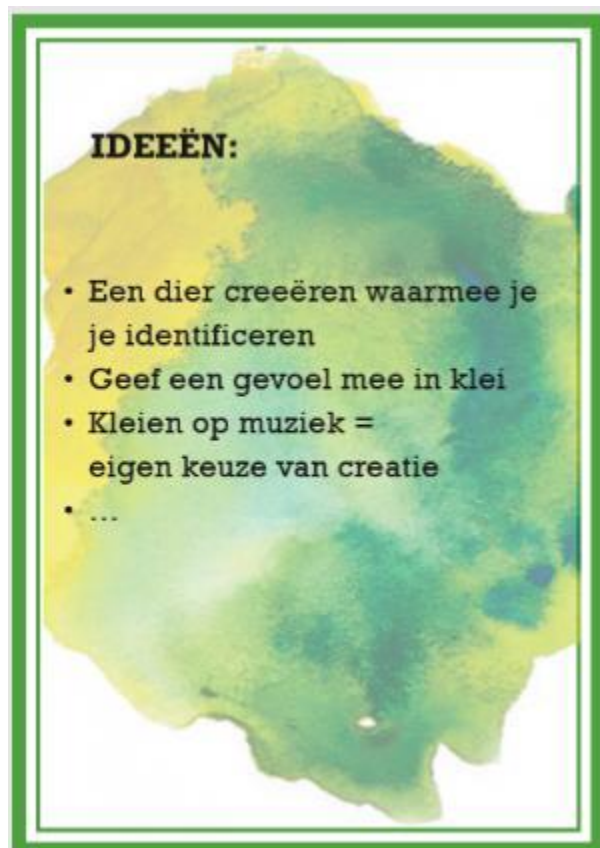 IDEEËN:
• Een dier creeëren waarmee je
je identificeren
• Geef een gevoel mee in klei
• Kleien op muziek =
eigen keuze van creatie
• ...